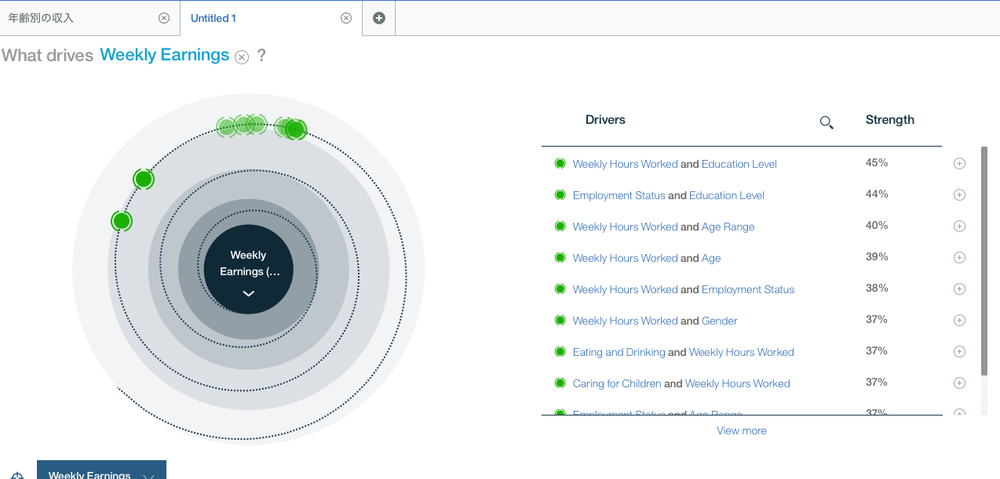 年齢別の収入
Untitled 1
What drives Weekly Earnings ?
Weekly
Earnings (...
Drivers Strength
Weekly Hours Worked and Education Level 45%
Employment Status and Education Level 44%
Weekly Hours Worked and Age Range 40%
Weekly Hours Worked and Age 39%
Weekly Hours Worked and Employment Status 38%
Weekly Hours Worked and Gender 37%
Eating and Drinking and Weekly Hours Worked 37%
Caring for Children and Weekly Hours Worked 37%
Employment Status and Age Range 37%
View more
Weekly Earnings